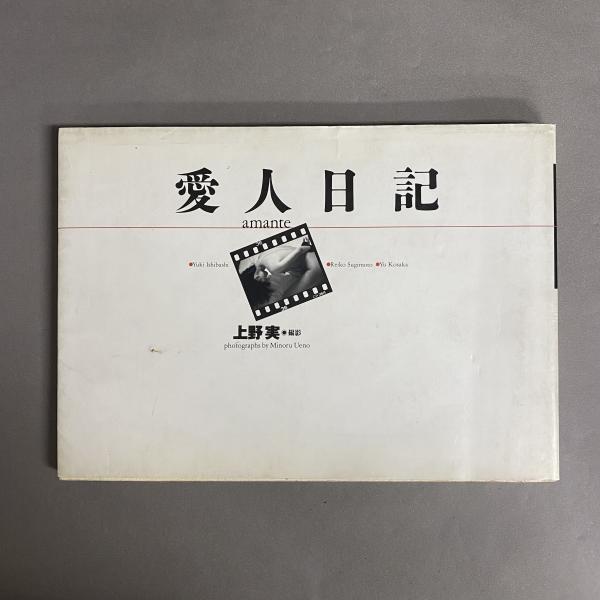 愛人日記
amante
●Yuki Ishibashi ●Reiko Sugimoto ●Yu Kosaka
上野 実●撮影
photographs by Minoru Ueno